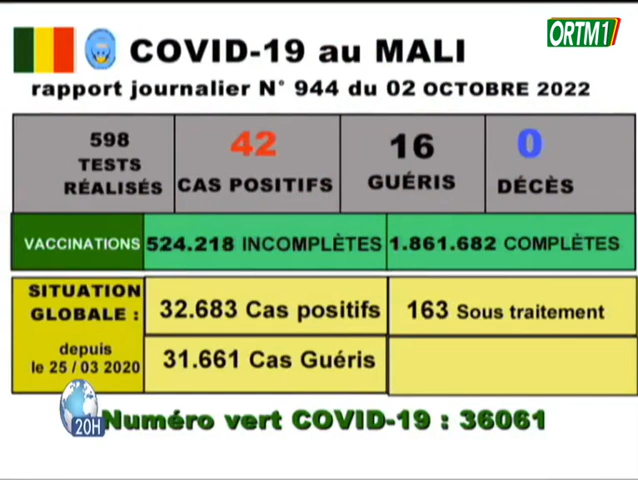 ORTM1
COVID-19 au MALI
rapport journalier N° 944 du 02 OCTOBRE 2022
598
TESTS
RÉALISÉS
42
CAS POSITIFS
16
GUÉRIS
0
DÉCÈS
VACCINATIONS
524.218 INCOMPLÈTES
1.861.682 COMPLÈTES
SITUATION
GLOBALE :
depuis
le 25 / 03 2020
32.683 Cas positifs
163 Sous traitement
31.661 Cas Guéris
20H
Numéro vert COVID-19 : 36061